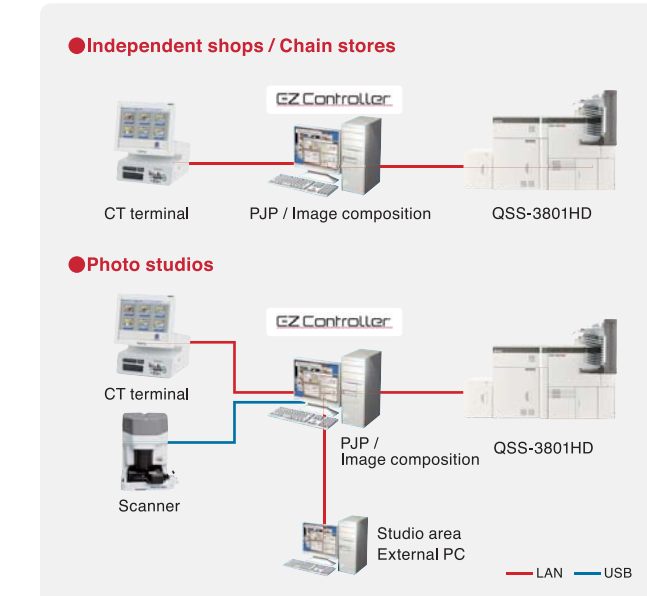 ●Independent shops / Chain stores
EZ Controller
CT terminal
PJP / Image composition
QSS-3801HD
●Photo studios
EZ Controller
CT terminal
PJP /
Image composition
QSS-3801HD
Scanner
Studio area
External PC
LAN
USB